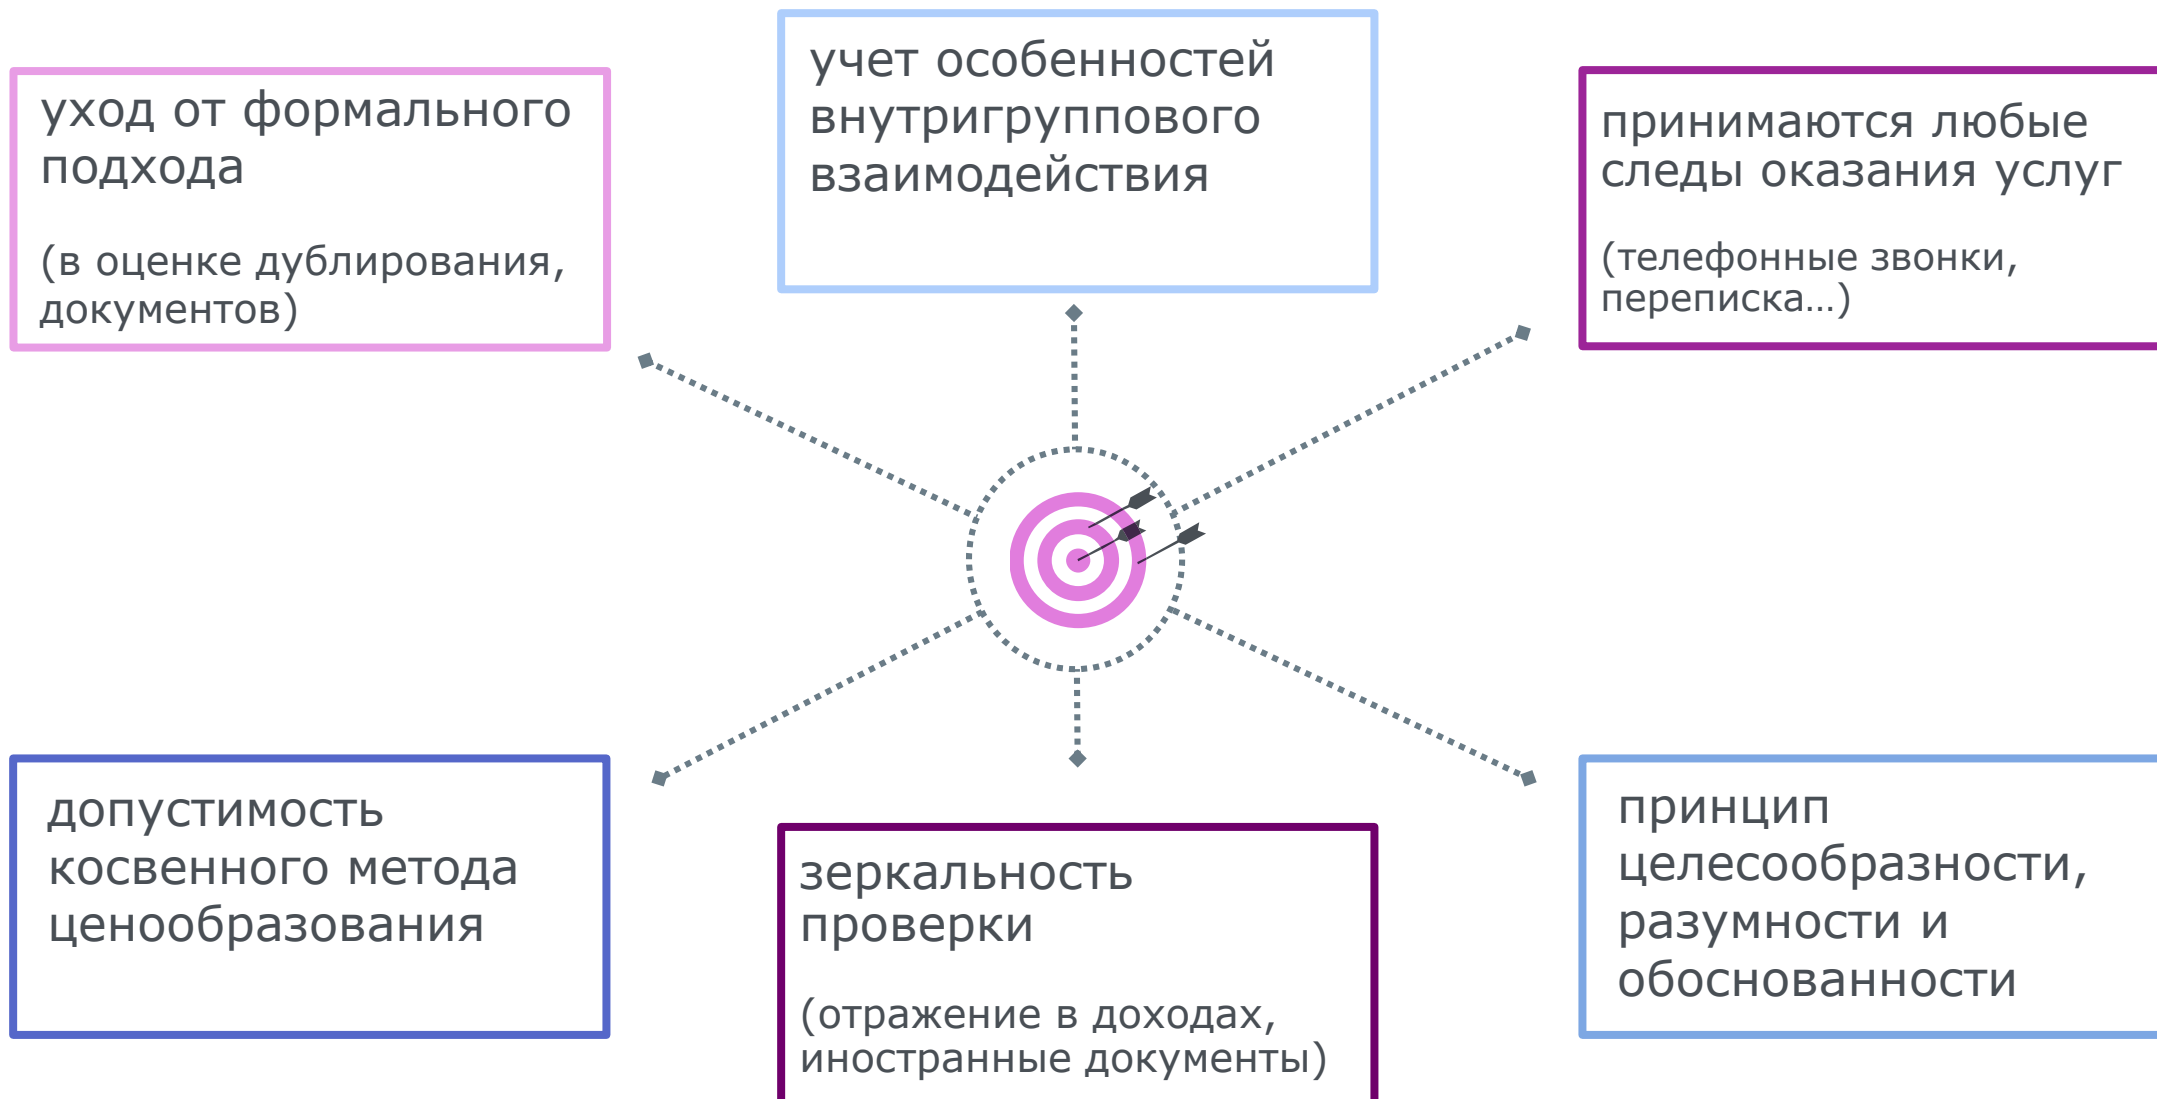 уход от формального
подхода
(в оценке дублирования,
документов)
учет особенностей
внутригруппового
взаимодействия
принимаются любые
следы оказания услуг
(телефонные звонки,
переписка…)
допустимость
косвенного метода
ценообразования
зеркальность
проверки
(отражение в доходах,
иностранные документы)
принцип
целесообразности,
разумности и
обоснованности